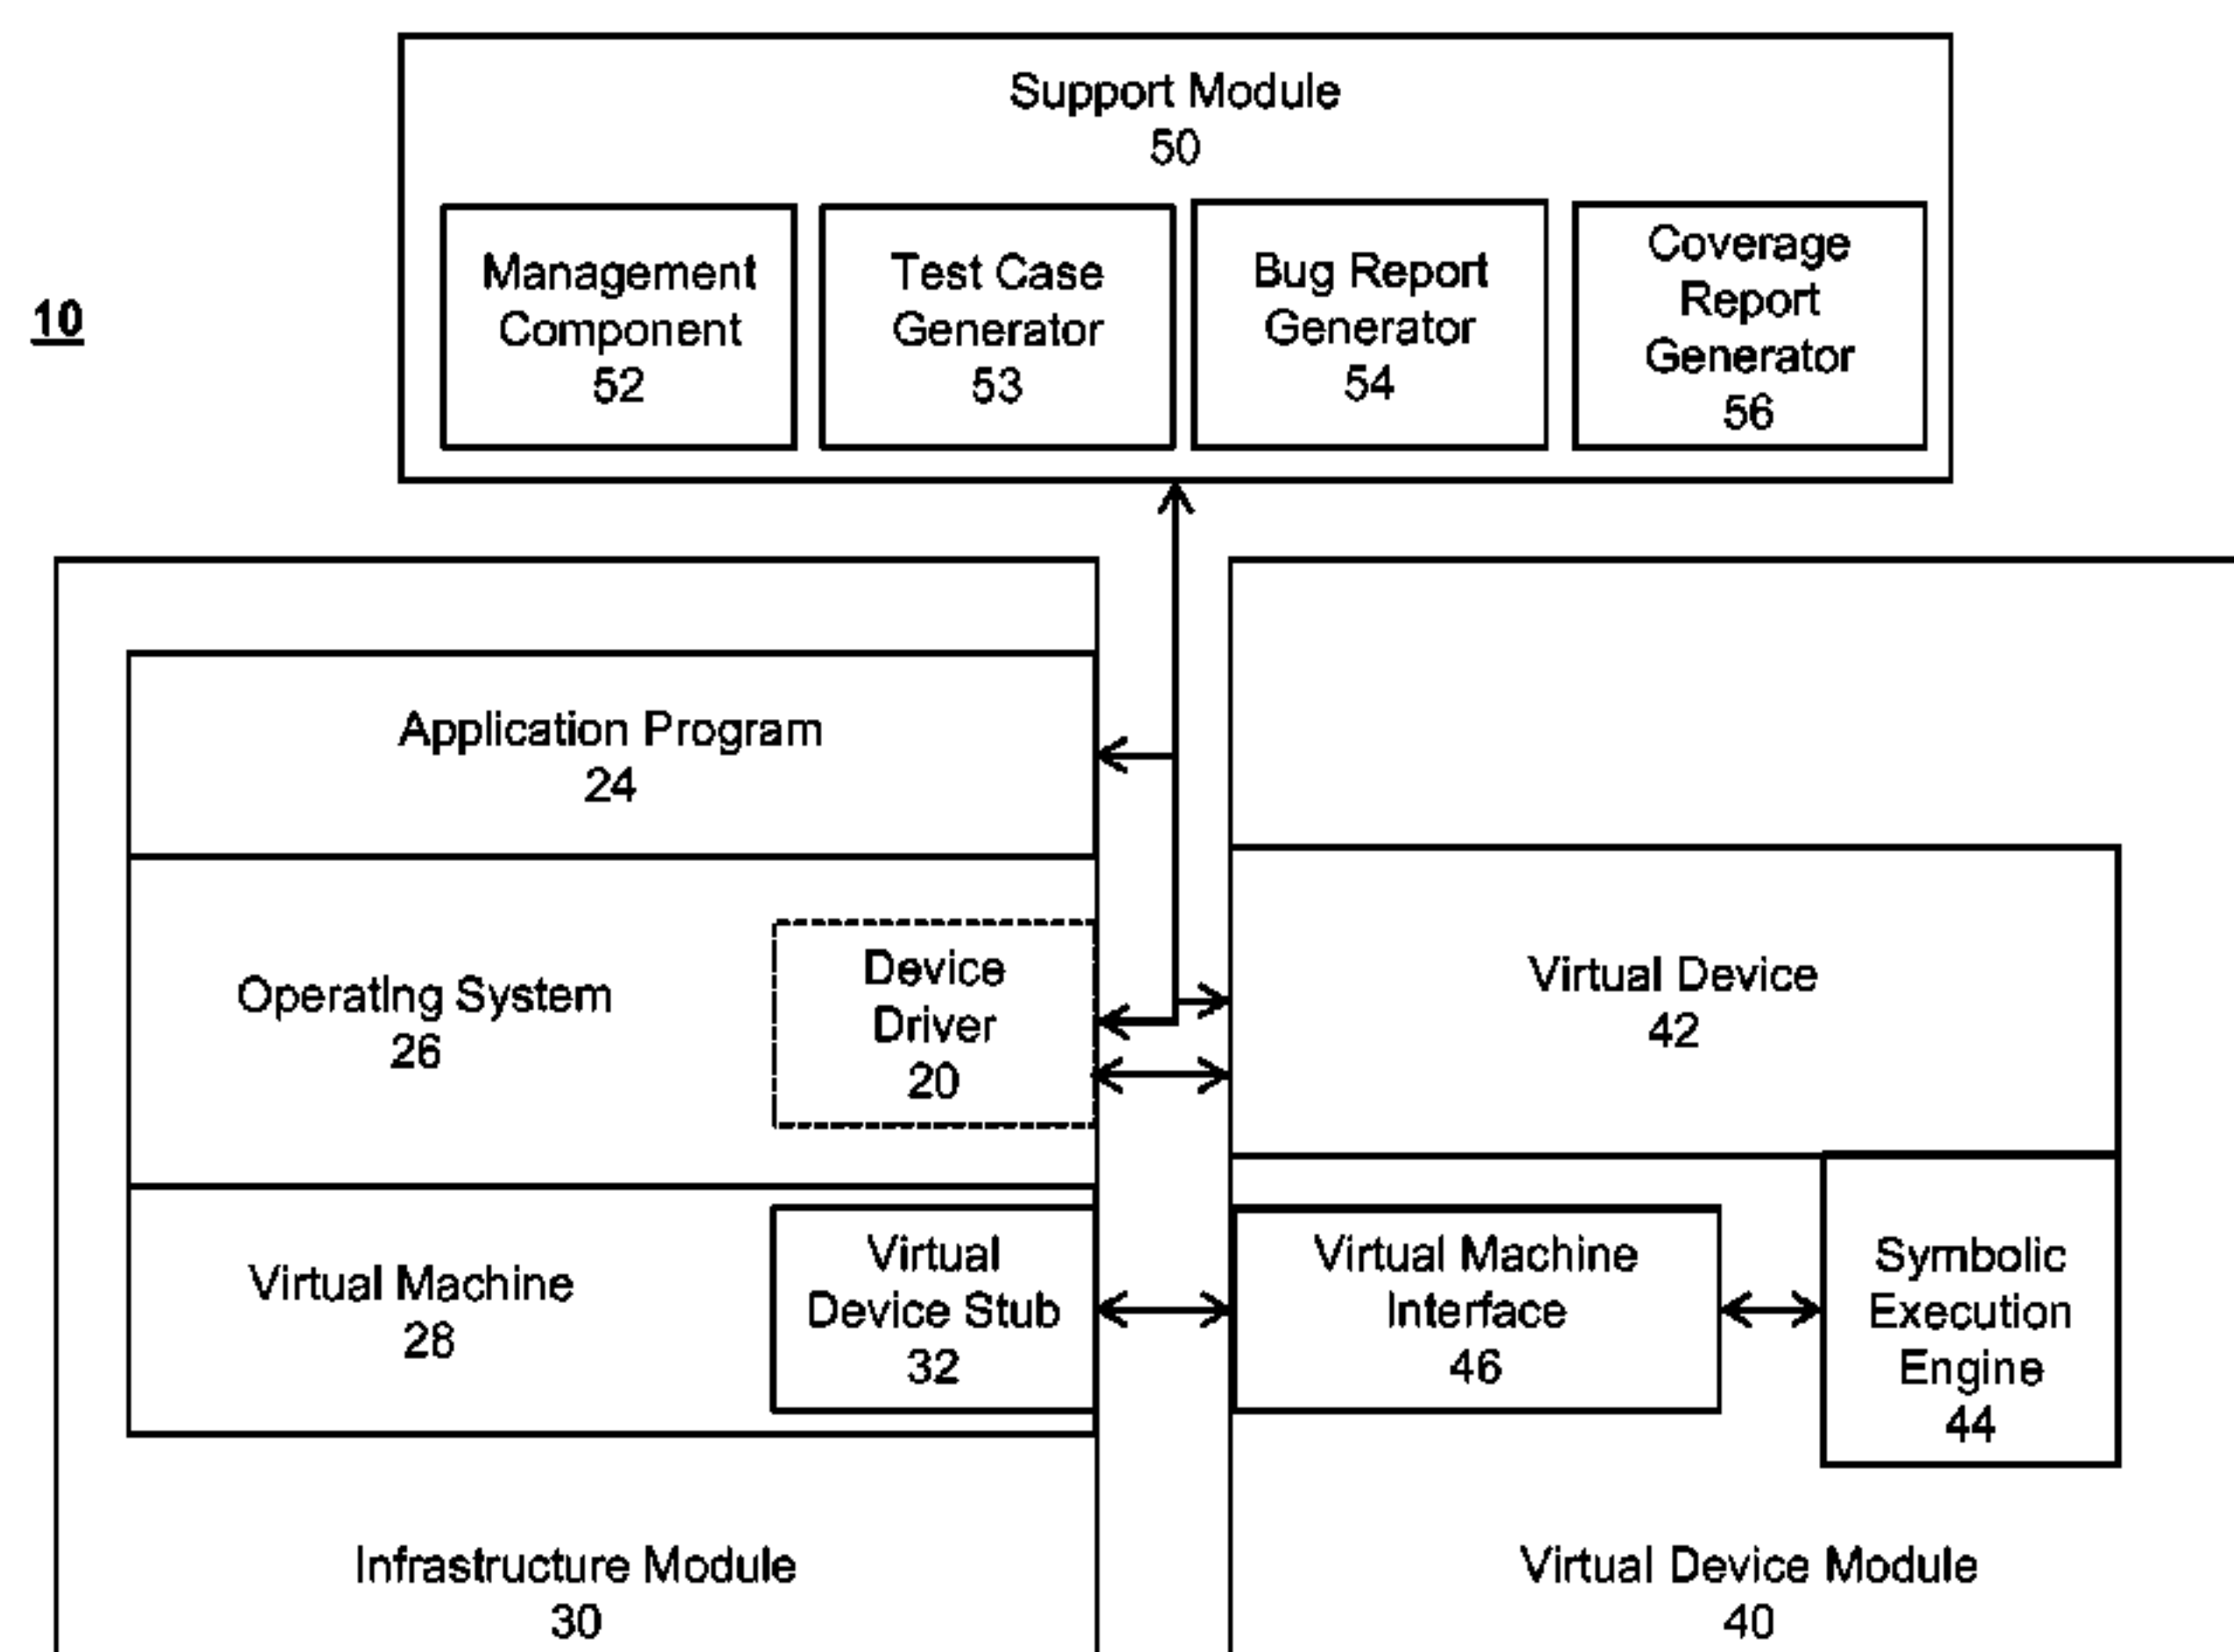 Support Module
50
10
Management
Component
52
Test Case
Generator
53
Bug Report
Generator
54
Coverage
Report
Generator
56
Application Program
24
Operating System
26
Device
Driver
20
Virtual Machine
28
Virtual
Device Stub
32
Infrastructure Module
30
Virtual Device
42
Virtual Machine
Interface
46
Symbolic
Execution
Engine
44
Virtual Device Module
40